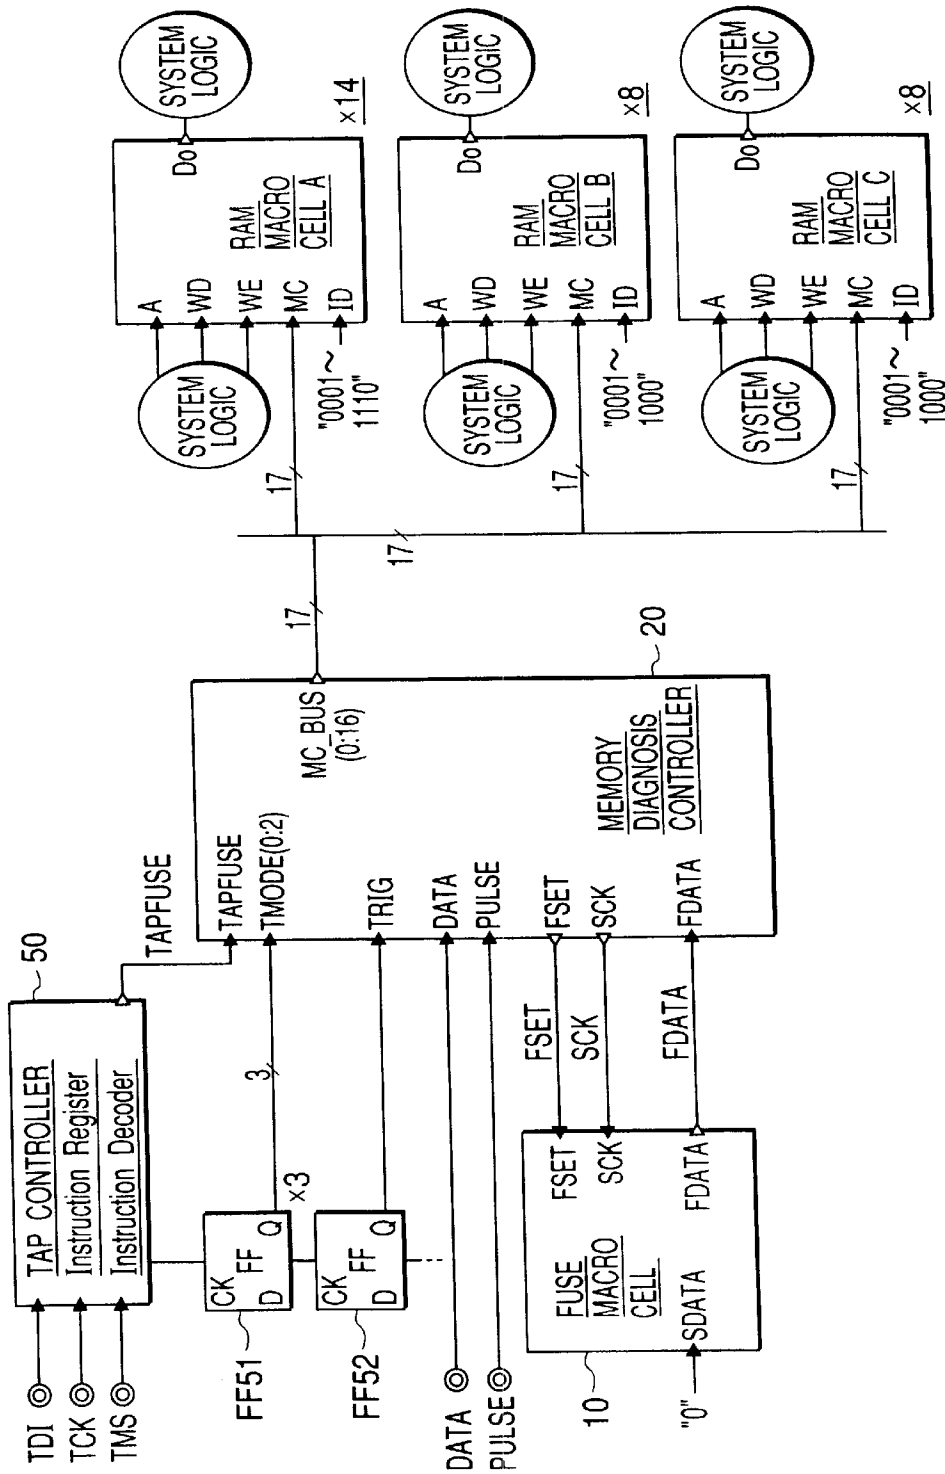 TDI
TCK
TMS
TAP CONTROLLER
Instruction Register
Instruction Decoder
50
TAPFUSE
CK
FF
D
Q
×3
FF51
CK
FF
D
Q
FF52
3
DATA
PULSE
"0"
SDATA
FUSE
MACRO
CELL
10
FSET
SCK
FDATA
FSET
SCK
FDATA
TAPFUSE
TMODE(0:2)
TRIG
DATA
PULSE
FSET
SCK
FDATA
MC_BUS
(0:16)
MEMORY
DIAGNOSIS
CONTROLLER
20
17
17
17
17
17
SYSTEM
LOGIC
A
WD
WE
MC
ID
"0001~
1110"
RAM
MACRO
CELL A
Do
×14
SYSTEM
LOGIC
SYSTEM
LOGIC
A
WD
WE
MC
ID
"0001~
1000"
RAM
MACRO
CELL B
Do
×8
SYSTEM
LOGIC
SYSTEM
LOGIC
A
WD
WE
MC
ID
"0001~
1000"
RAM
MACRO
CELL C
Do
×8
SYSTEM
LOGIC